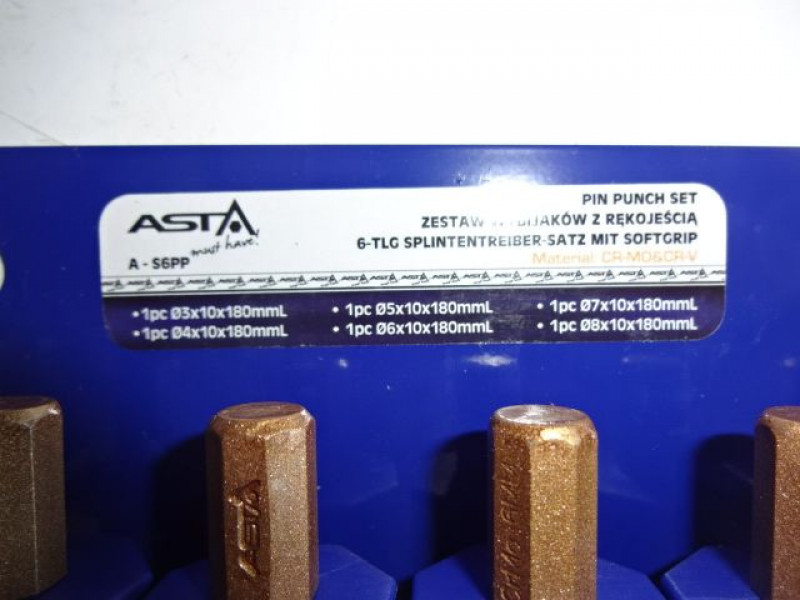 ASTA
must have!
A - S6PP
PIN PUNCH SET
ZESTAW WYBIJAKÓW Z RĘKOJEŚCIĄ
6-TLG SPLINTENTREIBER-SATZ MIT SOFTGRIP
Material: CR-MO&CR-V
• 1pc Ø3x10x180mmL
• 1pc Ø5x10x180mmL
• 1pc Ø7x10x180mmL
• 1pc Ø4x10x180mmL
• 1pc Ø6x10x180mmL
• 1pc Ø8x10x180mmL
ASTA